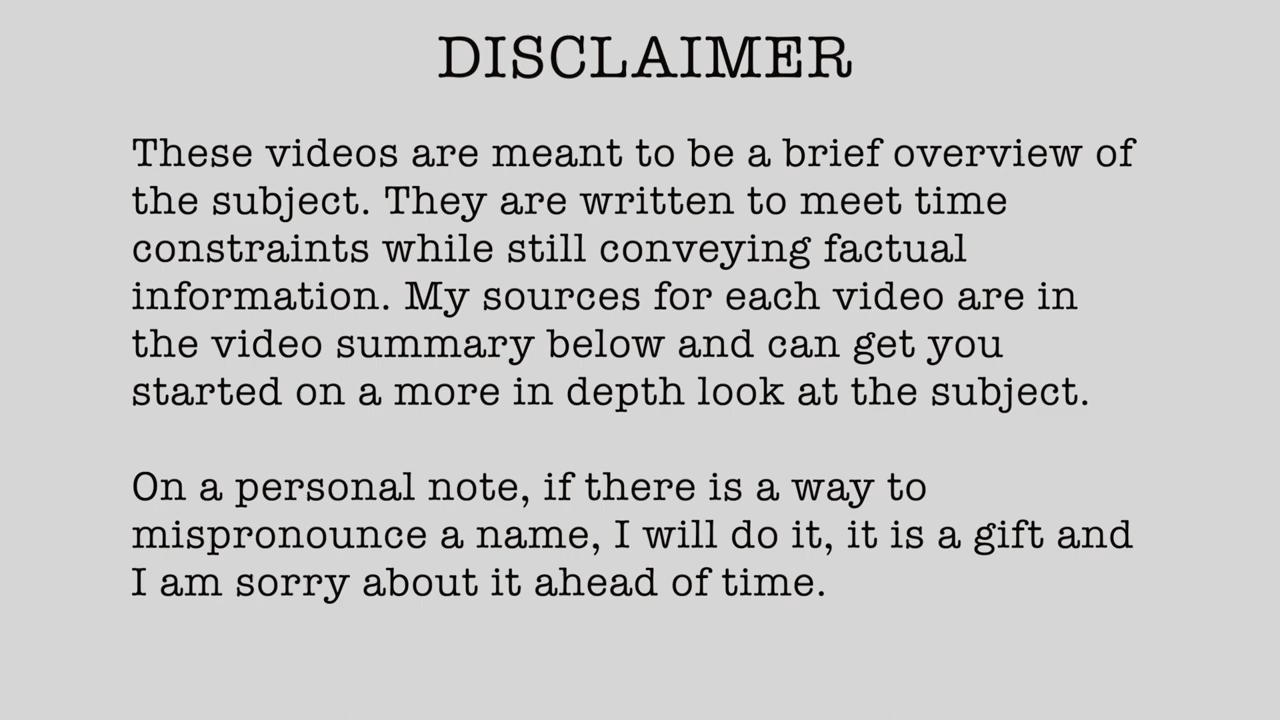 DISCLAIMER
These videos are meant to be a brief overview of
the subject. They are written to meet time
constraints while still conveying factual
information. My sources for each video are in
the video summary below and can get you
started on a more in depth look at the subject.
On a personal note, if there is a way to
mispronounce a name, I will do it, it is a gift and
I am sorry about it ahead of time.